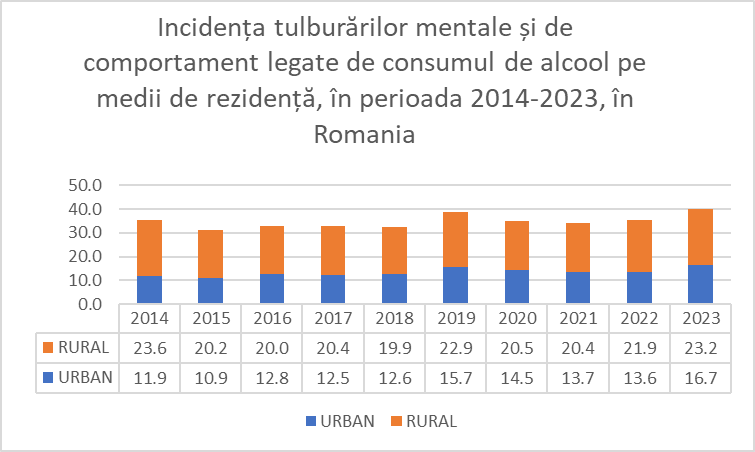 Incidența tulburărilor mentale și de
comportament legate de consumul de alcool pe
medii de rezidență, în perioada 2014-2023, în
Romania
50.0
40.0
30.0
20.0
10.0
0.0
2014 2015 2016 2017 2018 2019 2020 2021 2022 2023
RURAL 23.6 20.2 20.0 20.4 19.9 22.9 20.5 20.4 21.9 23.2
URBAN 11.9 10.9 12.8 12.5 12.6 15.7 14.5 13.7 13.6 16.7
URBAN RURAL